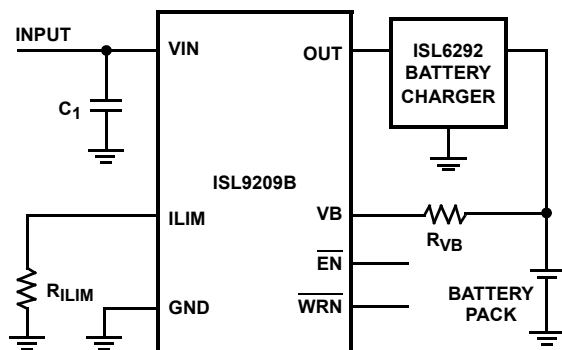 INPUT
VIN
C1
OUT
ISL6292
BATTERY
CHARGER
ISL9209B
ILIM
VB
RVB
RILIM
EN
GND
WRN
BATTERY
PACK